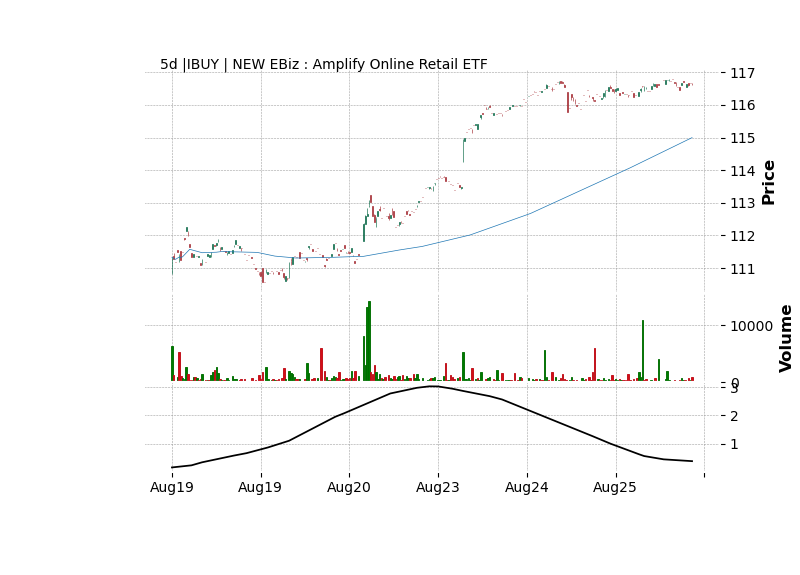 5d |IBUY | NEW EBiz : Amplify Online Retail ETF
117
116
115
114
113
112
111
Price
10000
0
Volume
3
2
1
Aug19
Aug19
Aug20
Aug23
Aug24
Aug25